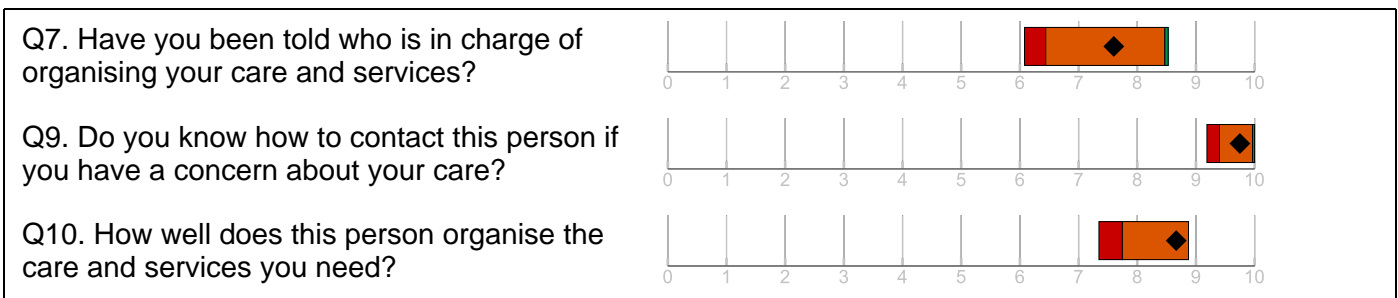 Q7. Have you been told who is in charge of
organising your care and services?
0 1 2 3 4 5 6 7 8 9 10
Q9. Do you know how to contact this person if
you have a concern about your care?
0 1 2 3 4 5 6 7 8 9 10
Q10. How well does this person organise the
care and services you need?
0 1 2 3 4 5 6 7 8 9 10